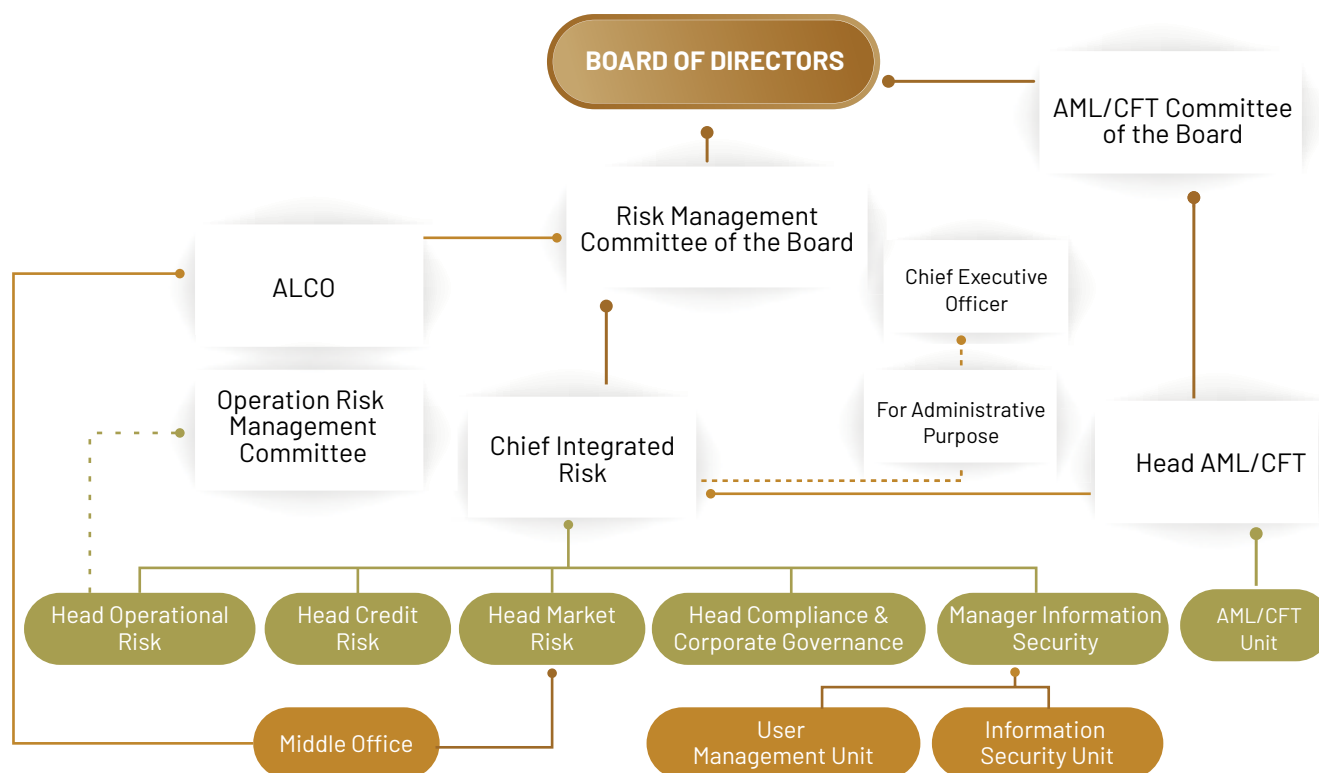 BOARD OF DIRECTORS
AML/CFT Committee
of the Board
Risk Management
Committee of the Board
ALCO
Chief Executive
Officer
Operation Risk
Management
Committee
Chief Integrated
Risk
For Administrative
Purpose
Head AML/CFT
Head Operational
Risk
Head Credit
Risk
Head Market
Risk
Head Compliance &
Corporate Governance
Manager Information
Security
AML/CFT
Unit
Middle Office
User
Management Unit
Information
Security Unit